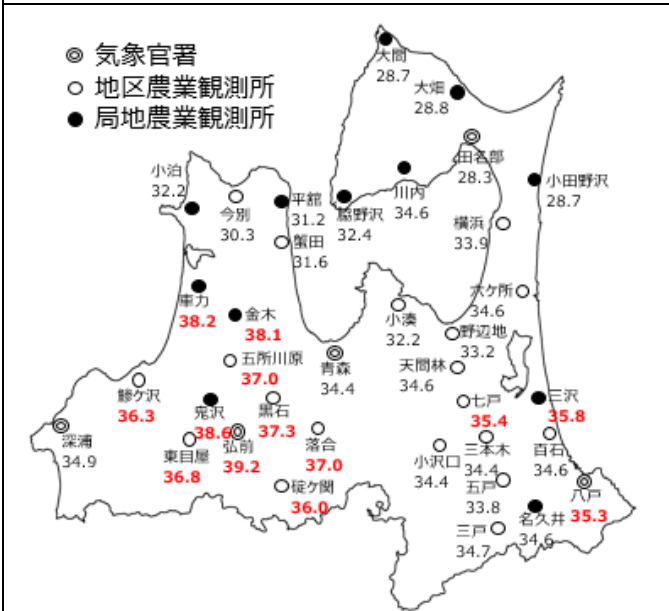 ◎ 気象官署
○ 地区農業観測所
● 局地農業観測所
大間
28.7
大畑
28.8
田名部
28.3
小泊
32.2
今別
30.3
平舘
31.2
脇野沢
32.4
川内
34.6
小田野沢
28.7
蟹田
31.6
横浜
33.9
車力
38.2
金木
38.1
小湊
32.2
六ケ所
34.6
野辺地
33.2
五所川原
37.0
青森
34.4
天間林
34.6
鰺ケ沢
36.3
鬼沢
38.6
黒石
37.3
七戸
35.4
三沢
35.8
深浦
34.9
東目屋
36.8
弘前
39.2
落合
37.0
小沢口
34.4
三本木
34.4
百石
34.6
碇ケ関
36.0
五戸
33.8
八戸
35.3
三戸
34.7
名久井
34.6